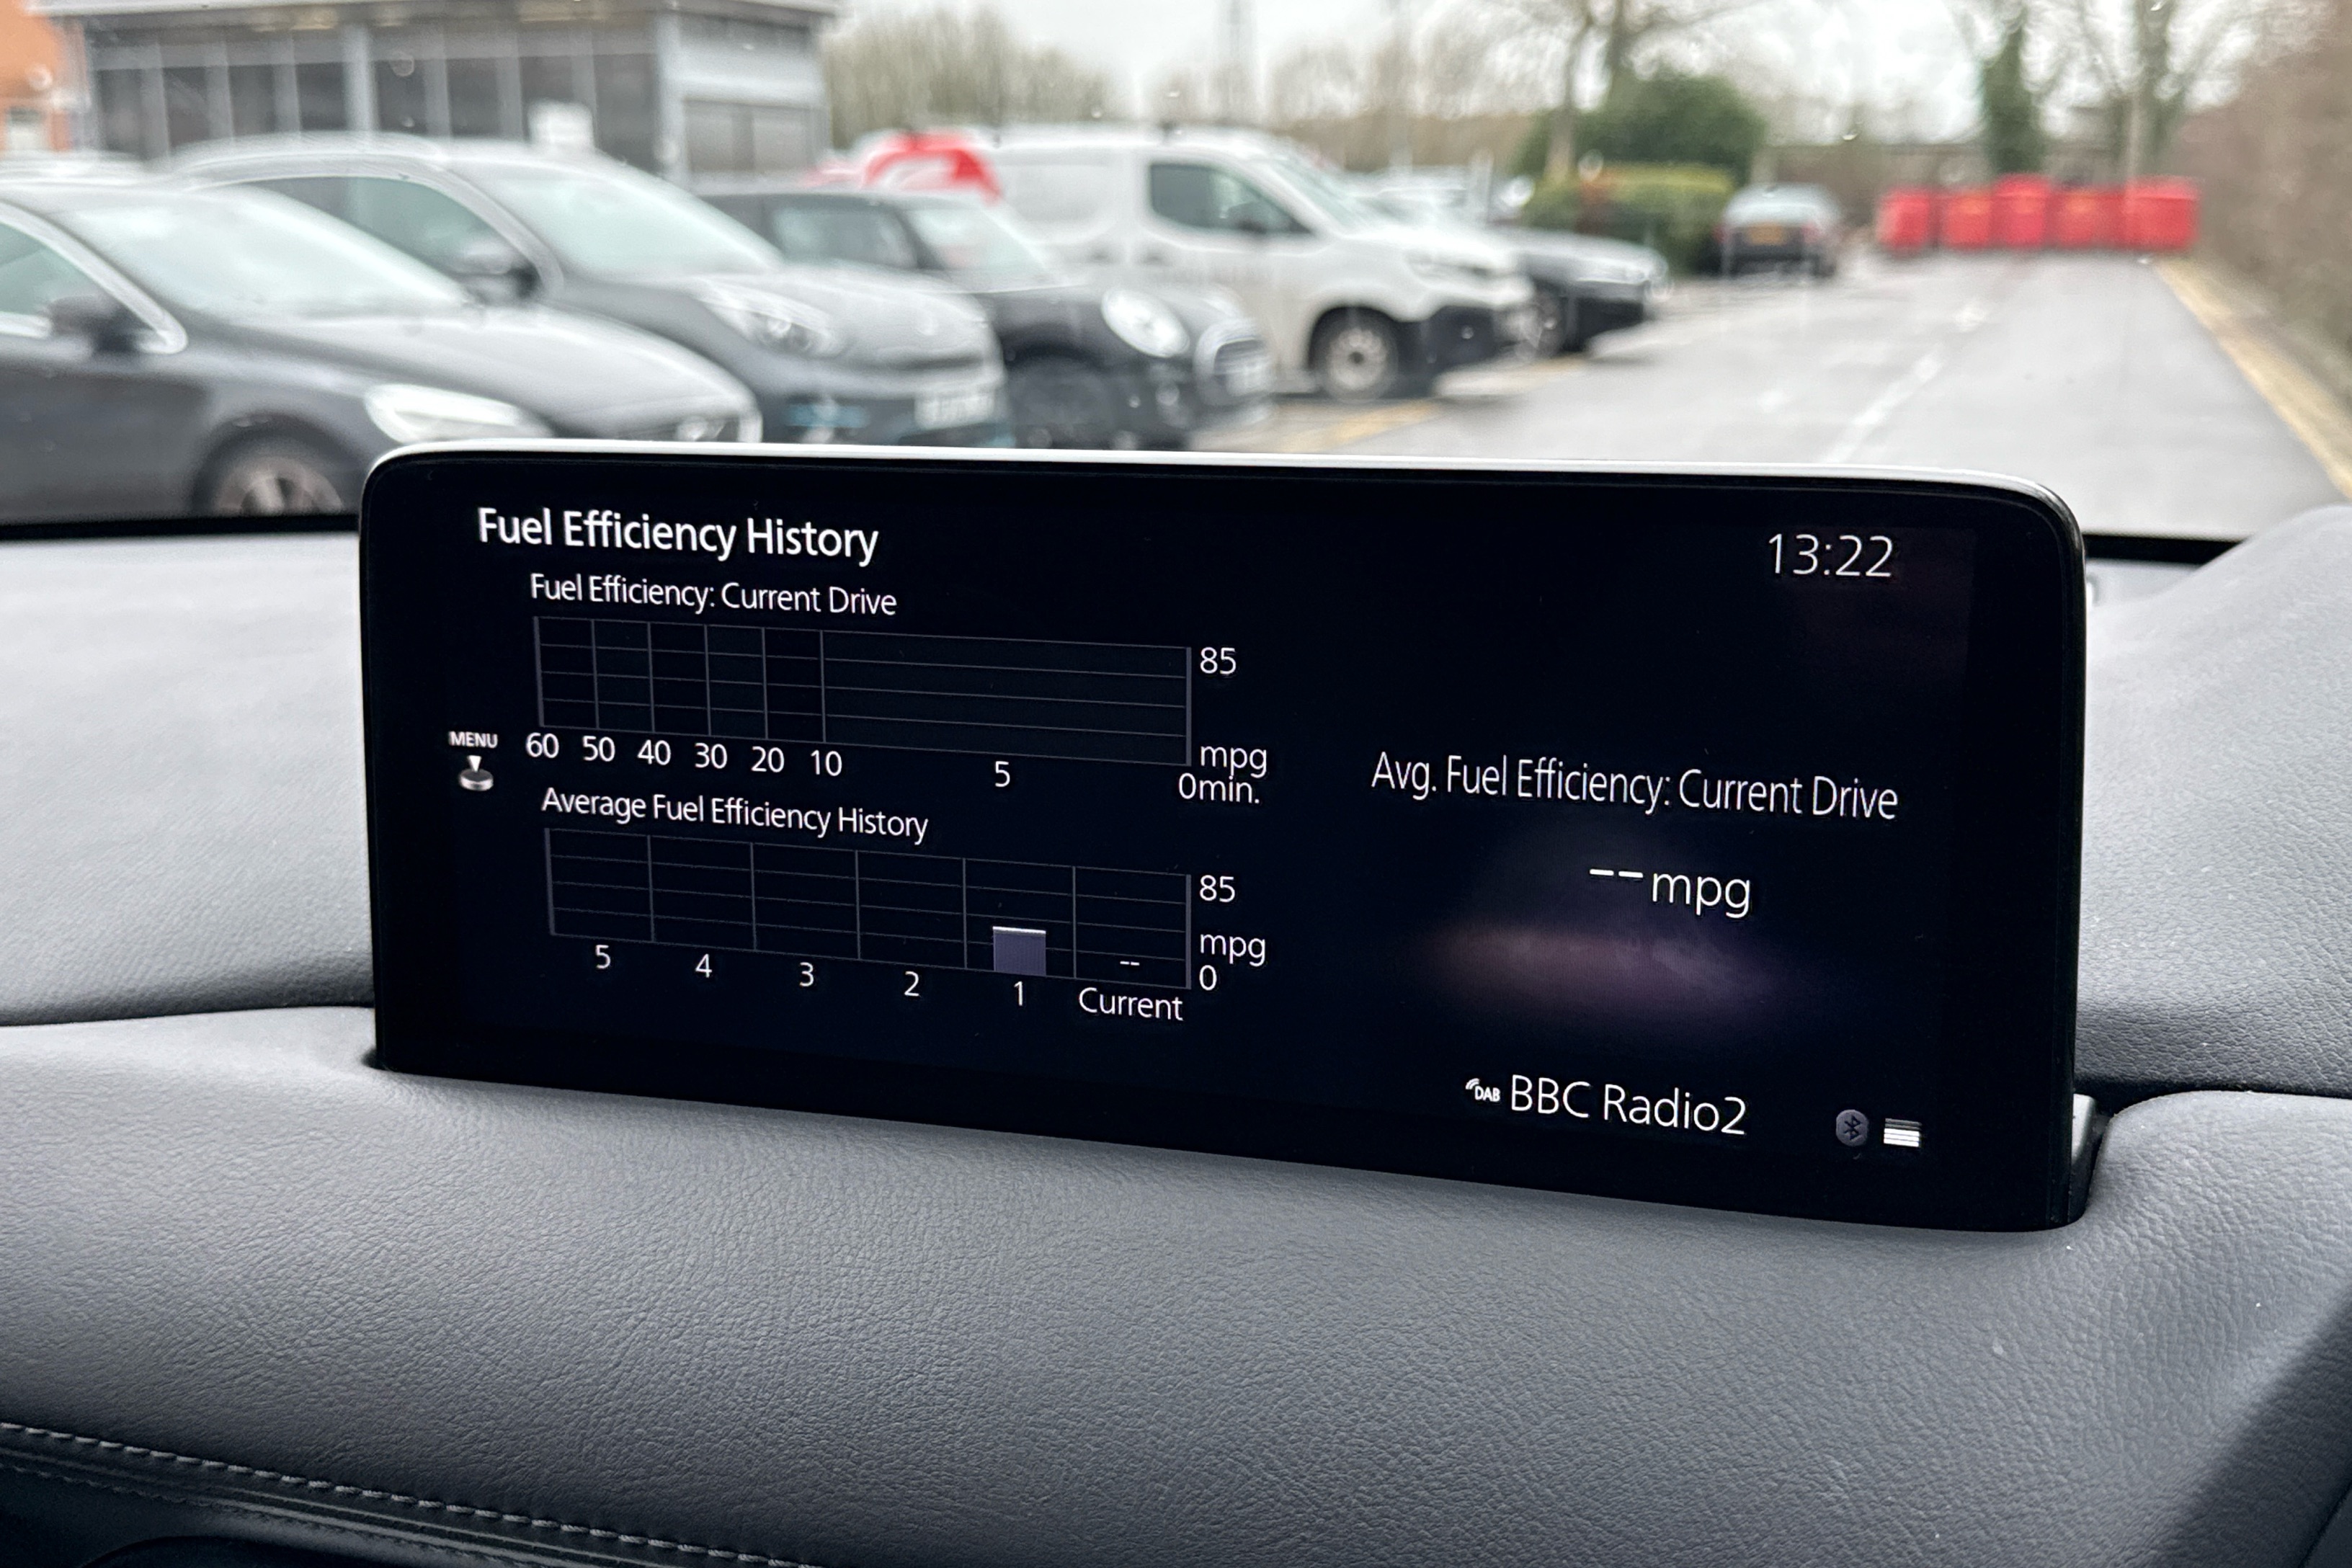 Fuel Efficiency History
13:22
Fuel Efficiency: Current Drive
85
mpg
60 50 40 30 20 10 5 0min.
MENU
Average Fuel Efficiency History
85
mpg
0
5 4 3 2 1 Current
--
Avg. Fuel Efficiency: Current Drive
--mpg
DAB BBC Radio2